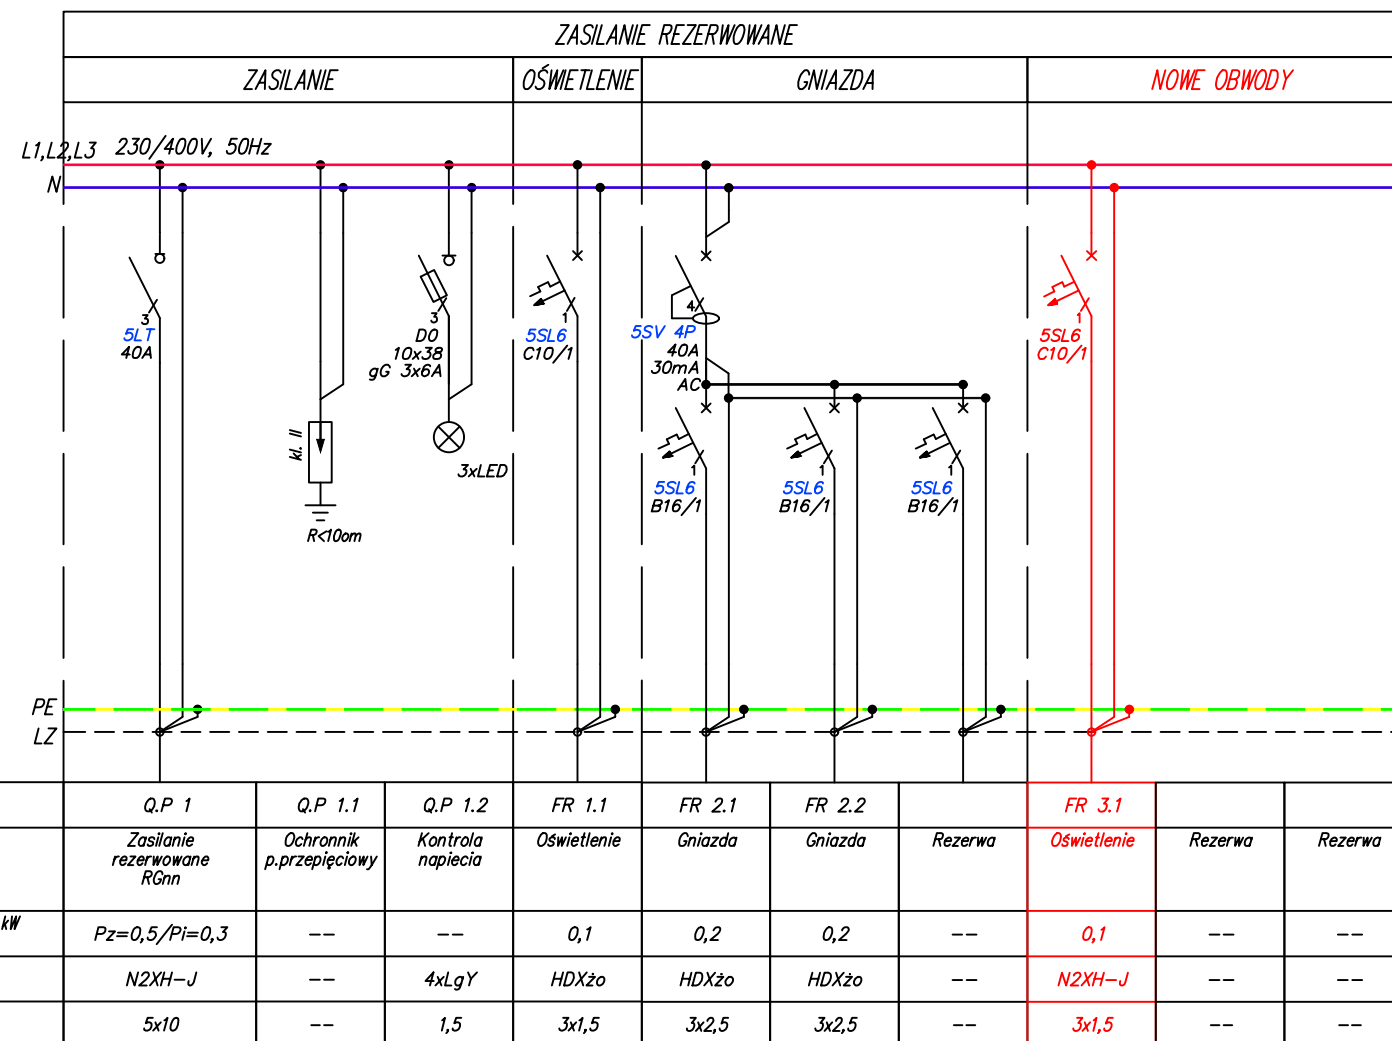 ZASILANIE REZERWOWANE
ZASILANIE
OŚWIETLENIE
GNIAZDA
NOWE OBWODY
L1,L2,L3
230/400V, 50Hz
N
3
5LT
40A
kl. II
R<10om
3
D0
10x38
gG 3x6A
3xLED
1
5SL6
C10/1
4
5SV 4P
40A
30mA
AC
1
5SL6
B16/1
1
5SL6
B16/1
1
5SL6
B16/1
1
5SL6
C10/1
PE
LZ
Q.P 1
Q.P 1.1
Q.P 1.2
FR 1.1
FR 2.1
FR 2.2
FR 3.1
Zasilanie
rezerwowane
RGnn
Ochronnik
p.przepięciowy
Kontrola
napiecia
Oświetlenie
Gniazda
Gniazda
Rezerwa
Oświetlenie
Rezerwa
Rezerwa
kW
Pz=0,5/Pi=0,3
--
--
0,1
0,2
0,2
--
0,1
--
--
N2XH-J
--
4xLgY
HDXżo
HDXżo
HDXżo
--
N2XH-J
--
--
5x10
--
1,5
3x1,5
3x2,5
3x2,5
--
3x1,5
--
--